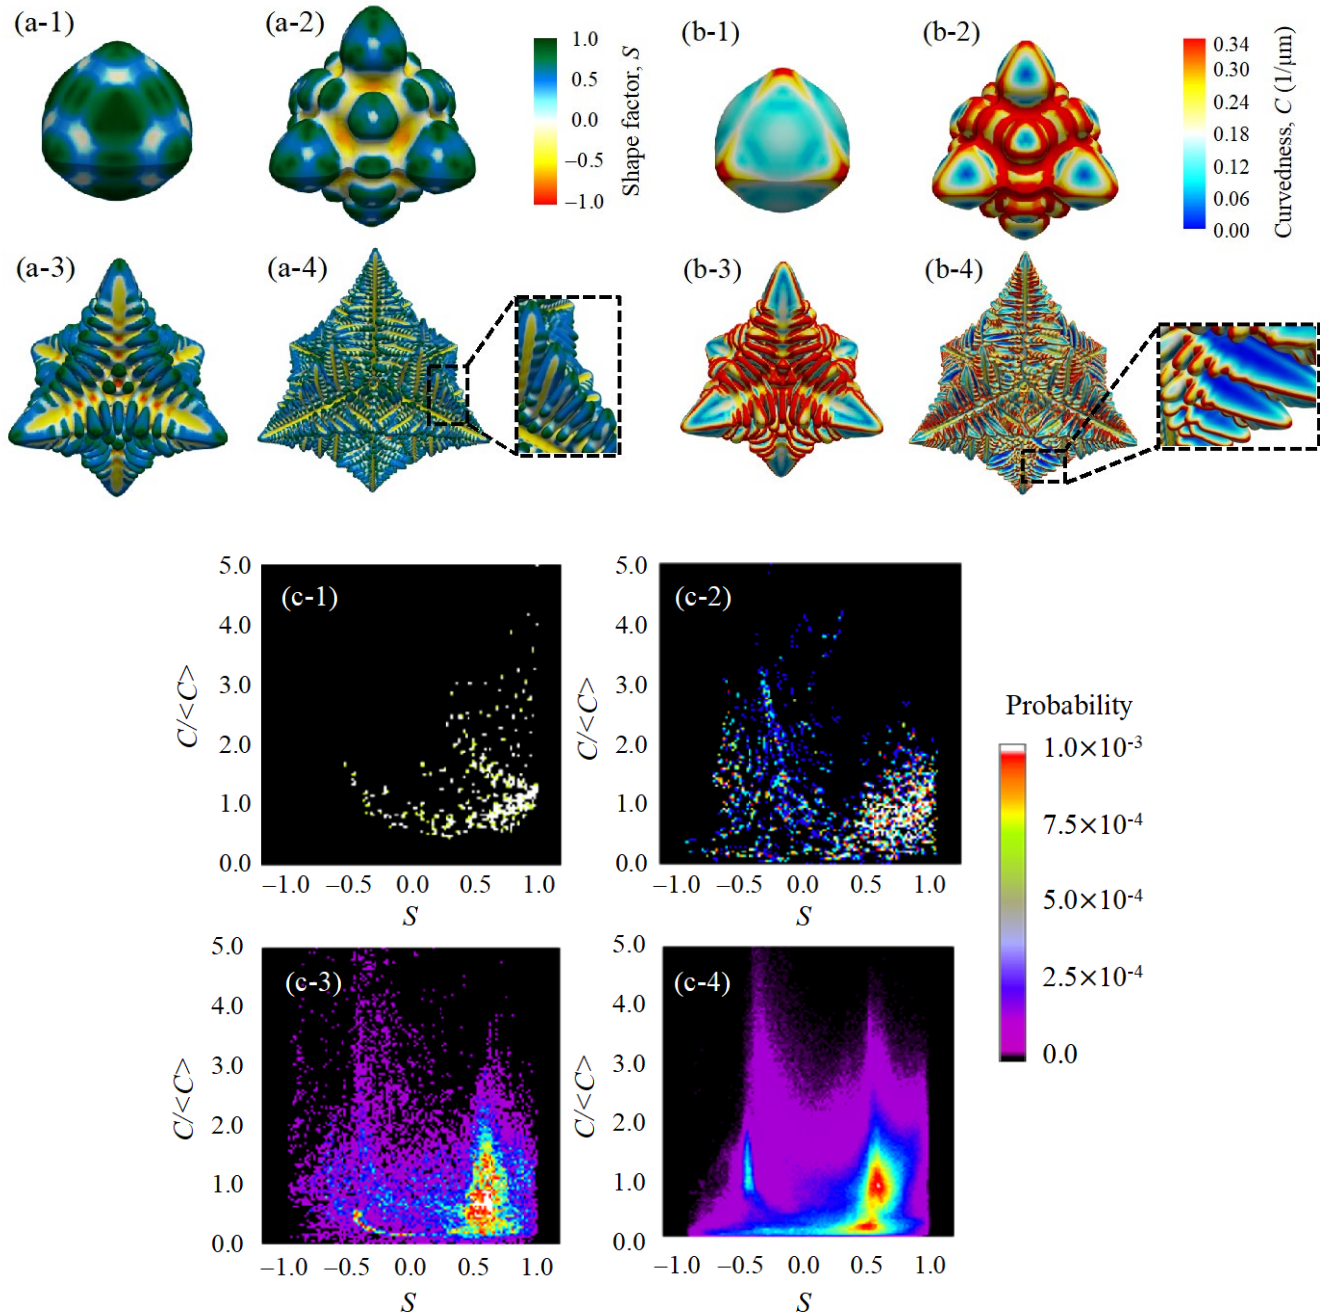 (a-1)
(a-2)
1.0
0.5
0.0
−0.5
−1.0
Shape factor, S
(b-1)
(b-2)
0.34
0.30
0.24
0.18
0.12
0.06
0.00
Curvedness, C (1/μm)
(a-3)
(a-4)
(b-3)
(b-4)
(c-1)
5.0
4.0
3.0
2.0
1.0
0.0
C/<C>
−1.0 −0.5 0.0 0.5 1.0
S
(c-2)
5.0
4.0
3.0
2.0
1.0
0.0
C/<C>
−1.0 −0.5 0.0 0.5 1.0
S
Probability
1.0×10-3
7.5×10-4
5.0×10-4
2.5×10-4
0.0
(c-3)
5.0
4.0
3.0
2.0
1.0
0.0
C/<C>
−1.0 −0.5 0.0 0.5 1.0
S
(c-4)
5.0
4.0
3.0
2.0
1.0
0.0
C/<C>
−1.0 −0.5 0.0 0.5 1.0
S